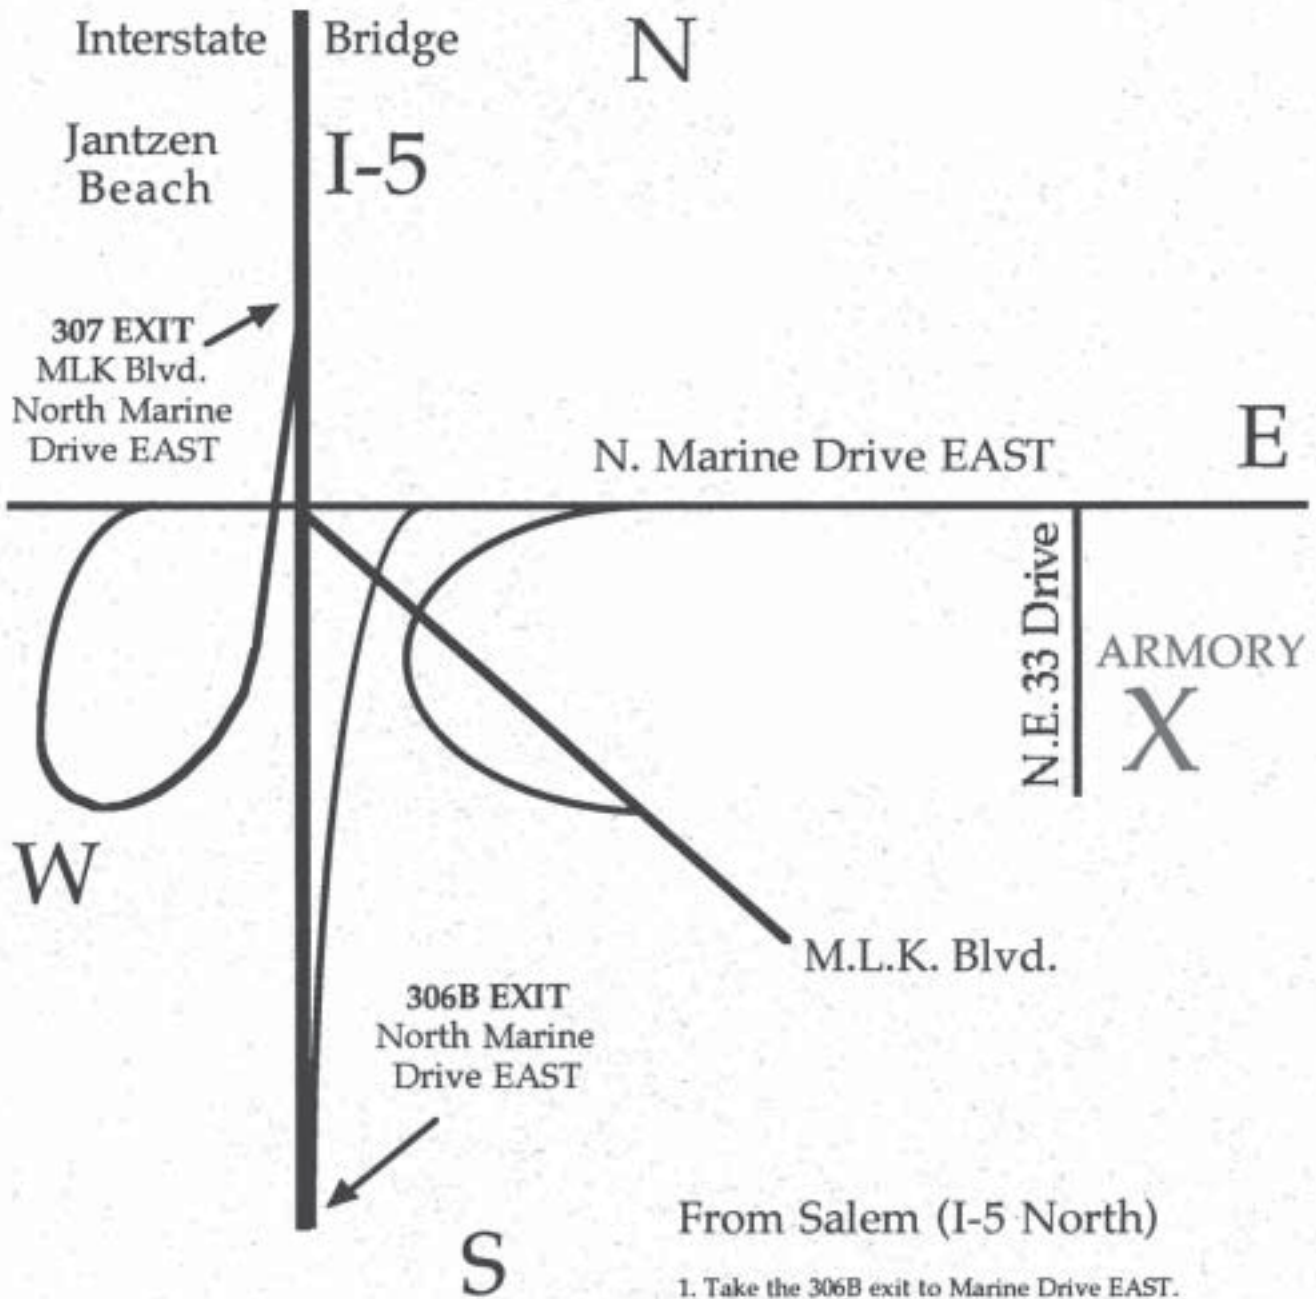 Interstate Bridge
N
Jantzen
Beach
I-5
307 EXIT
MLK Blvd.
North Marine
Drive EAST
N. Marine Drive EAST
E
N.E. 33 Drive
ARMORY
X
W
M.L.K. Blvd.
306B EXIT
North Marine
Drive EAST
S
From Salem (I-5 North)
1. Take the 306B exit to Marine Drive EAST.